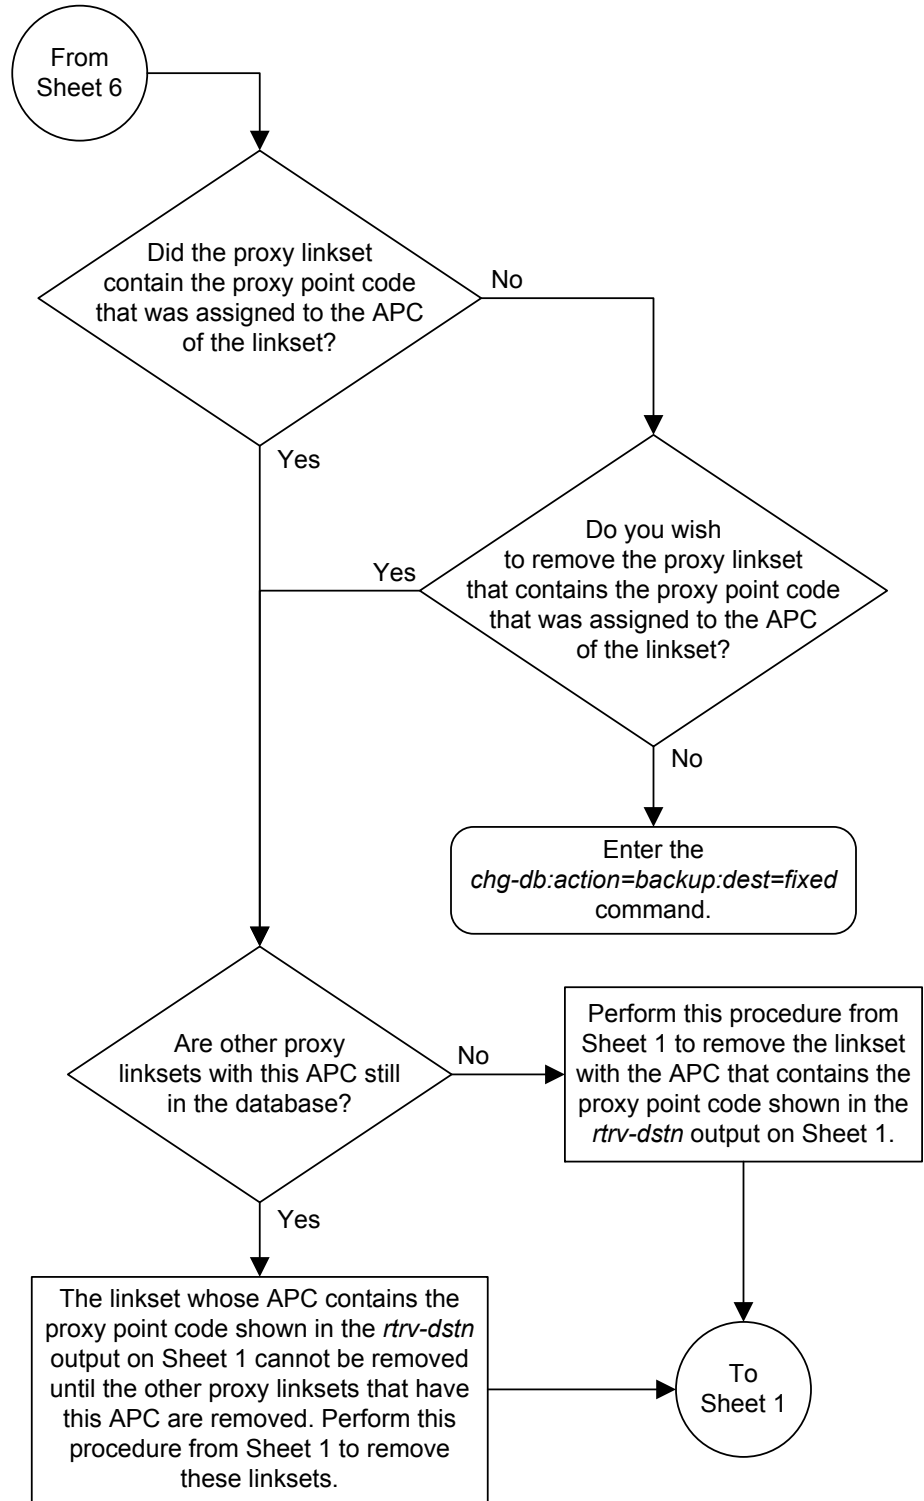 From
Sheet 6
Did the proxy linkset
contain the proxy point code
that was assigned to the APC
of the linkset?
No
Yes
Do you wish
to remove the proxy linkset
that contains the proxy point code
that was assigned to the APC
of the linkset?
Yes
No
Enter the
chg-db:action=backup:dest=fixed
command.
Are other proxy
linksets with this APC still
in the database?
No
Perform this procedure from
Sheet 1 to remove the linkset
with the APC that contains the
proxy point code shown in the
rtrv-dstn output on Sheet 1.
Yes
The linkset whose APC contains the
proxy point code shown in the rtrv-dstn
output on Sheet 1 cannot be removed
until the other proxy linksets that have
this APC are removed. Perform this
procedure from Sheet 1 to remove
these linksets.
To
Sheet 1